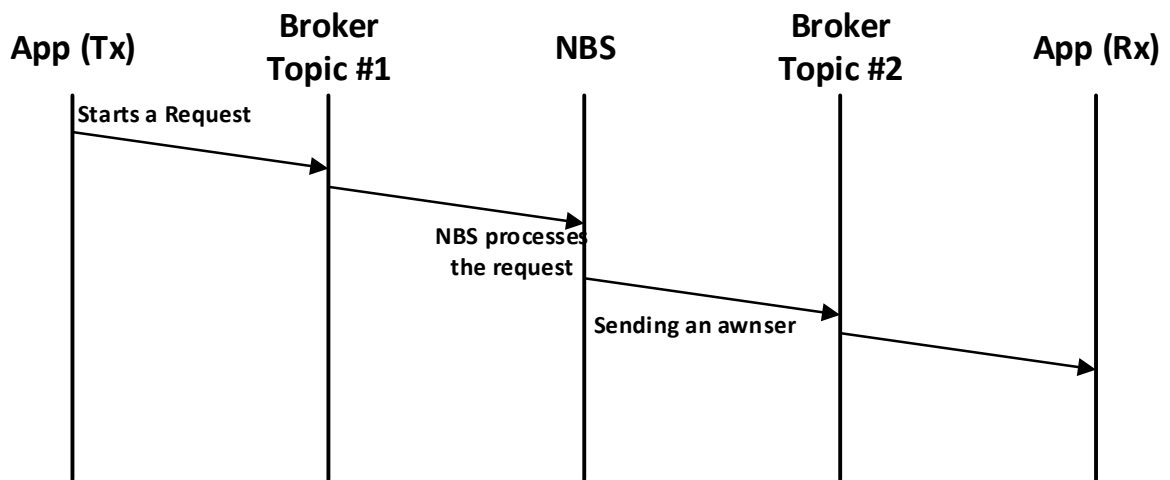 App (Tx)
Broker
Topic #1
NBS
Broker
Topic #2
App (Rx)
Starts a Request
NBS processes
the request
Sending an awnser